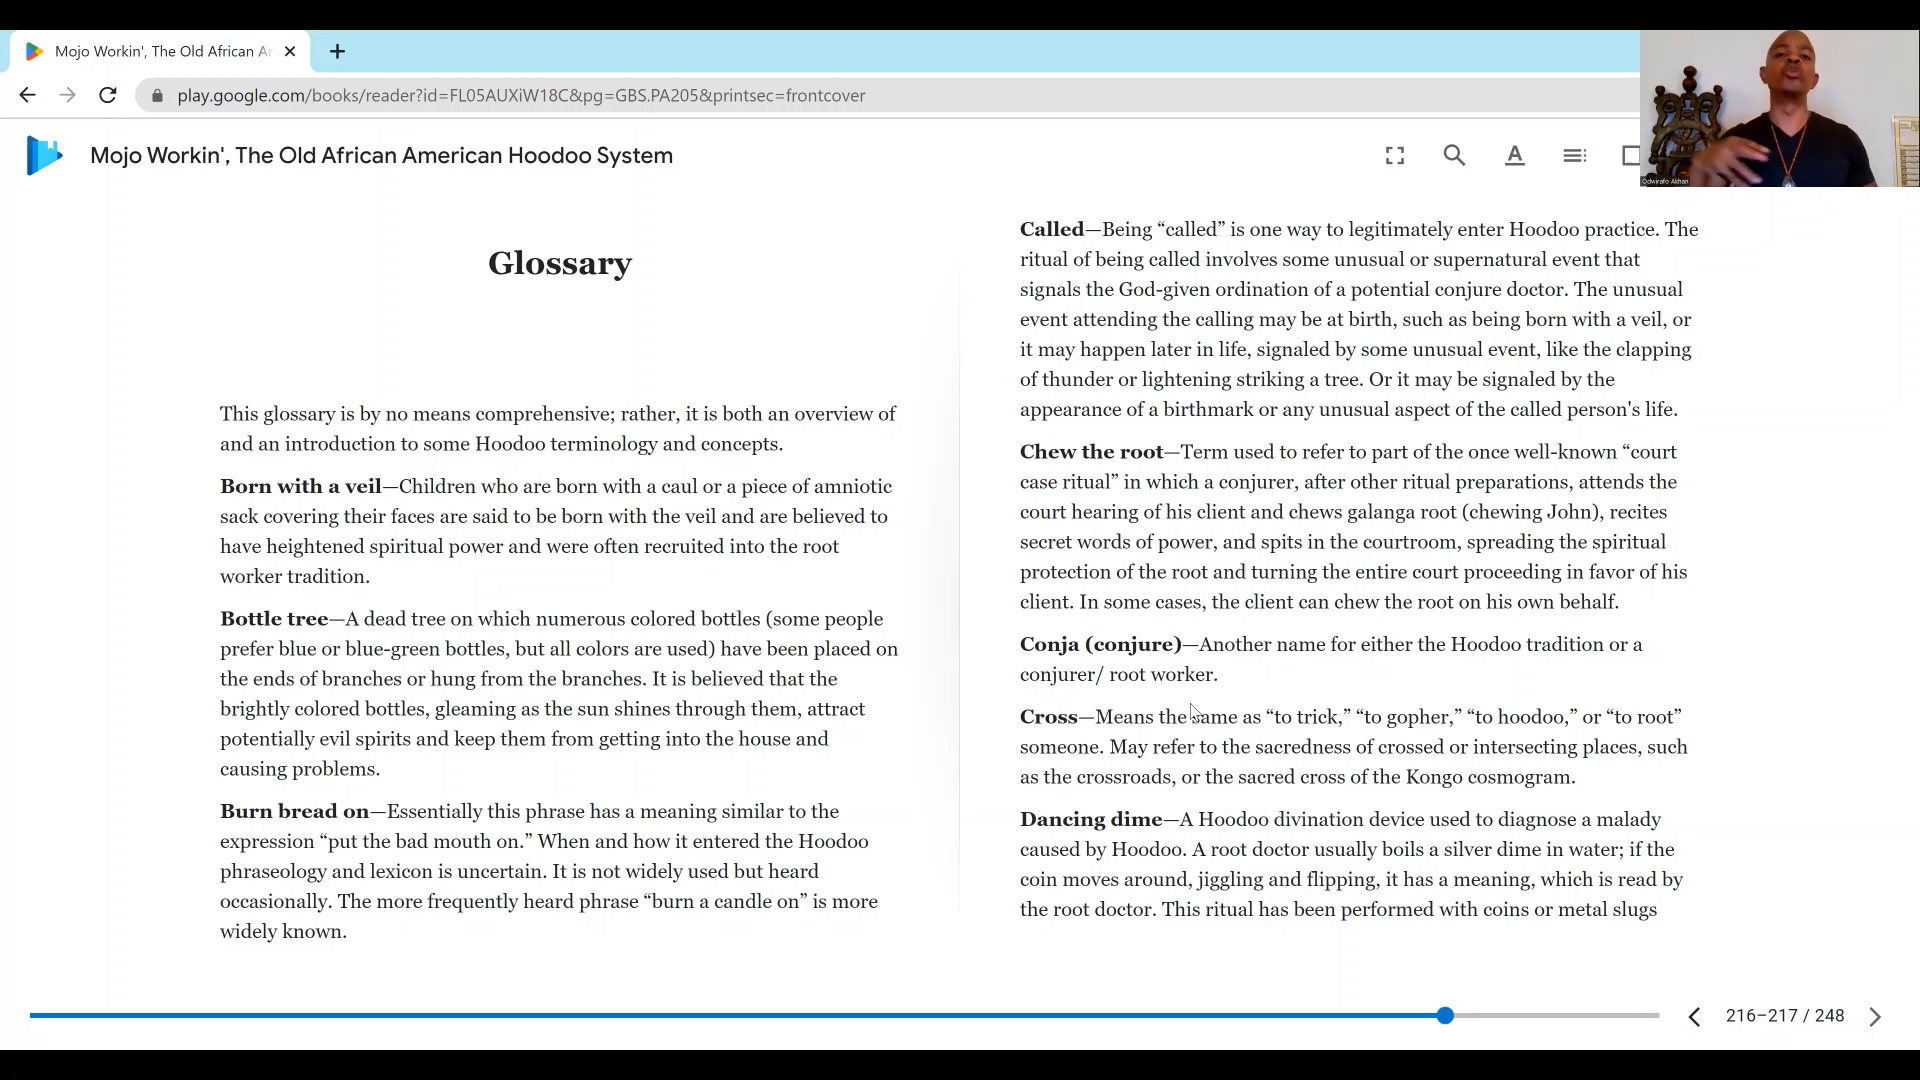 Mojo Workin', The Old African Ar
play.google.com/books/reader?id=FL05AUXiW18C&pg=GBS.PA205&printsec=frontcover
Mojo Workin', The Old African American Hoodoo System
Odwirafo Akhan
Glossary
This glossary is by no means comprehensive; rather, it is both an overview of
and an introduction to some Hoodoo terminology and concepts.
Born with a veil—Children who are born with a caul or a piece of amniotic
sack covering their faces are said to be born with the veil and are believed to
have heightened spiritual power and were often recruited into the root
worker tradition.
Bottle tree—A dead tree on which numerous colored bottles (some people
prefer blue or blue-green bottles, but all colors are used) have been placed on
the ends of branches or hung from the branches. It is believed that the
brightly colored bottles, gleaming as the sun shines through them, attract
potentially evil spirits and keep them from getting into the house and
causing problems.
Burn bread on—Essentially this phrase has a meaning similar to the
expression “put the bad mouth on.” When and how it entered the Hoodoo
phraseology and lexicon is uncertain. It is not widely used but heard
occasionally. The more frequently heard phrase “burn a candle on” is more
widely known.
Called—Being “called” is one way to legitimately enter Hoodoo practice. The
ritual of being called involves some unusual or supernatural event that
signals the God-given ordination of a potential conjure doctor. The unusual
event attending the calling may be at birth, such as being born with a veil, or
it may happen later in life, signaled by some unusual event, like the clapping
of thunder or lightening striking a tree. Or it may be signaled by the
appearance of a birthmark or any unusual aspect of the called person's life.
Chew the root—Term used to refer to part of the once well-known “court
case ritual” in which a conjurer, after other ritual preparations, attends the
court hearing of his client and chews galanga root (chewing John), recites
secret words of power, and spits in the courtroom, spreading the spiritual
protection of the root and turning the entire court proceeding in favor of his
client. In some cases, the client can chew the root on his own behalf.
Conja (conjure)—Another name for either the Hoodoo tradition or a
conjurer/ root worker.
Cross—Means the same as “to trick,” “to gopher,” “to hoodoo,” or “to root”
someone. May refer to the sacredness of crossed or intersecting places, such
as the crossroads, or the sacred cross of the Kongo cosmogram.
Dancing dime—A Hoodoo divination device used to diagnose a malady
caused by Hoodoo. A root doctor usually boils a silver dime in water; if the
coin moves around, jiggling and flipping, it has a meaning, which is read by
the root doctor. This ritual has been performed with coins or metal slugs
216–217 / 248